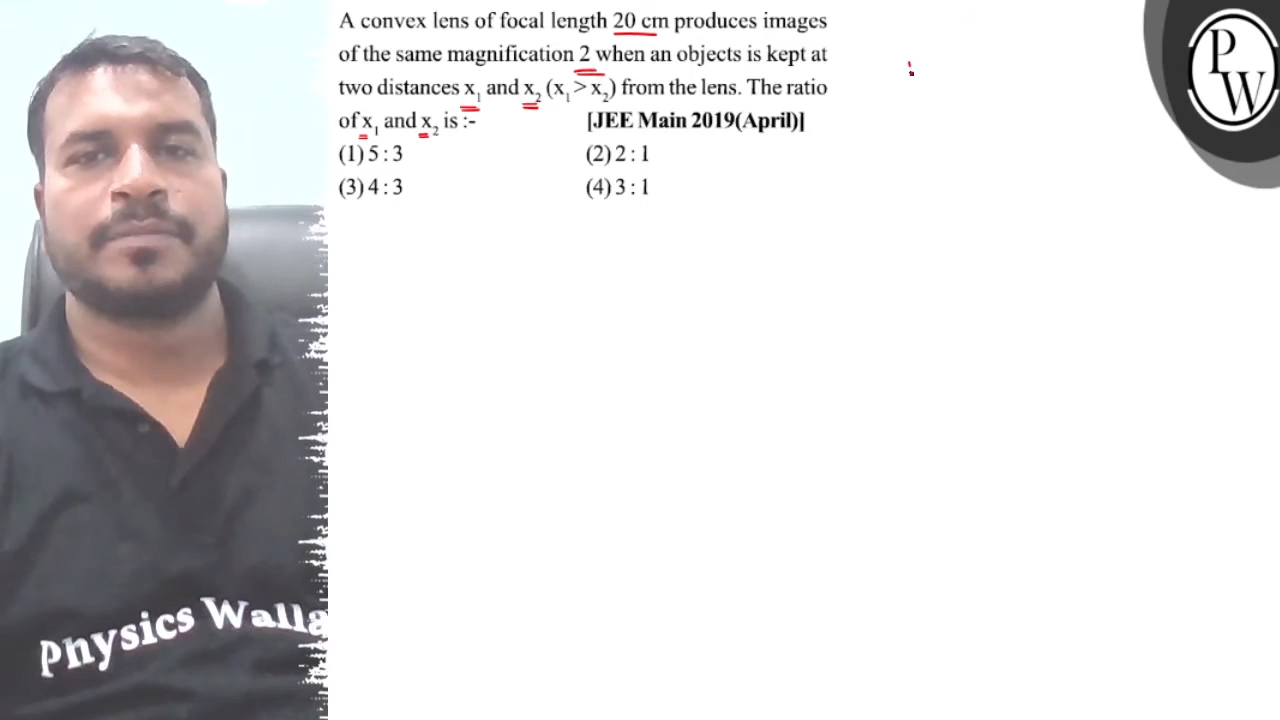 A convex lens of focal length 20 cm produces images
of the same magnification 2 when an objects is kept at
two distances x₁ and x₂ (x₁ > x₂) from the lens. The ratio
of x₁ and x₂ is :- [JEE Main 2019(April)]
(1) 5 : 3 (2) 2 : 1
(3) 4 : 3 (4) 3 : 1
P
W
Physics Walla